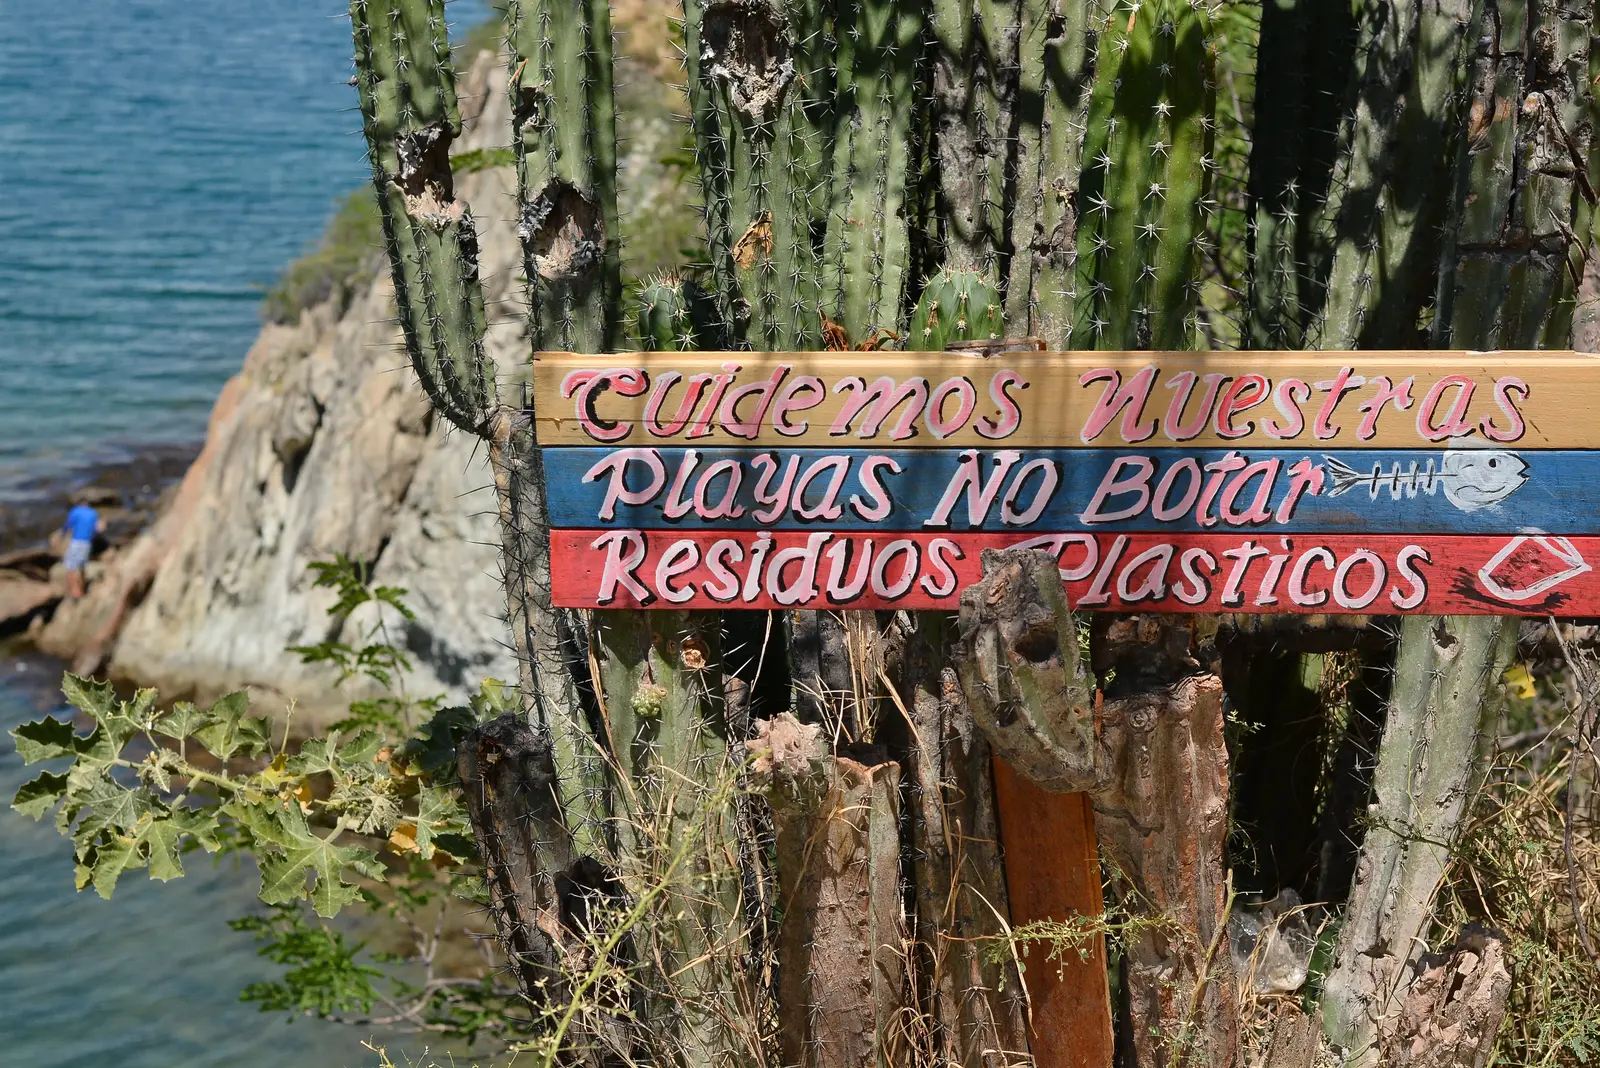 Cuidemos Nuestras
Playas No Botar
Residuos Plasticos